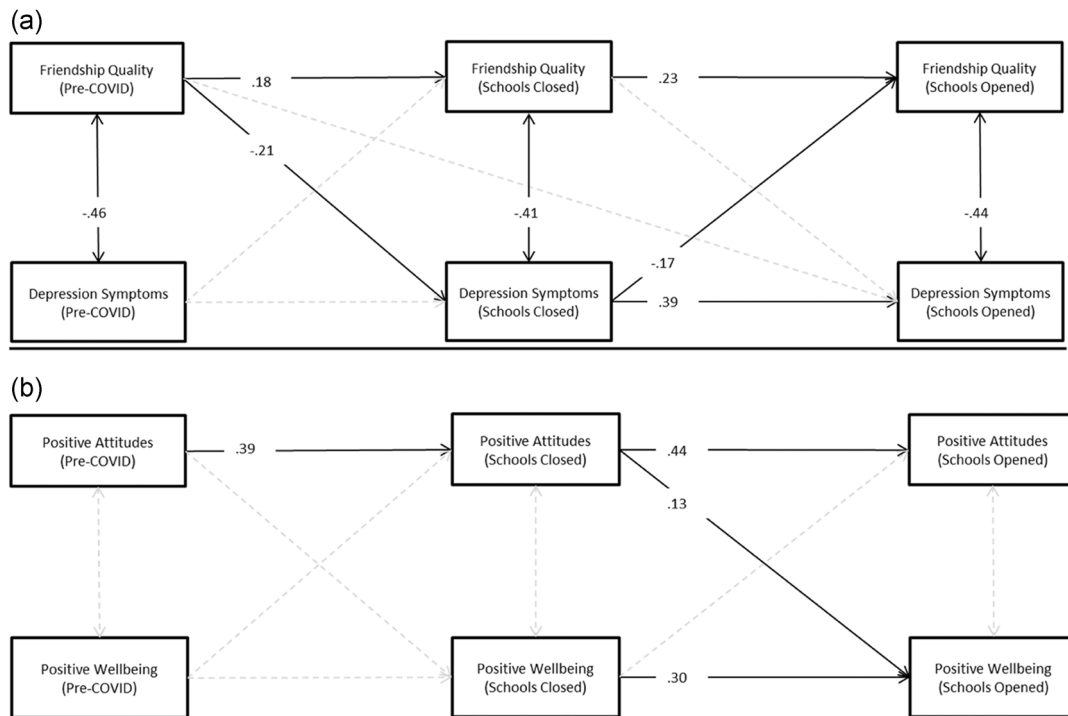 (a)
Friendship Quality
(Pre-COVID)
.18
Friendship Quality
(Schools Closed)
.23
Friendship Quality
(Schools Opened)
-.21
-.46
-.41
-.44
-.17
Depression Symptoms
(Pre-COVID)
Depression Symptoms
(Schools Closed)
.39
Depression Symptoms
(Schools Opened)
(b)
Positive Attitudes
(Pre-COVID)
.39
Positive Attitudes
(Schools Closed)
.44
Positive Attitudes
(Schools Opened)
.13
Positive Wellbeing
(Pre-COVID)
Positive Wellbeing
(Schools Closed)
.30
Positive Wellbeing
(Schools Opened)